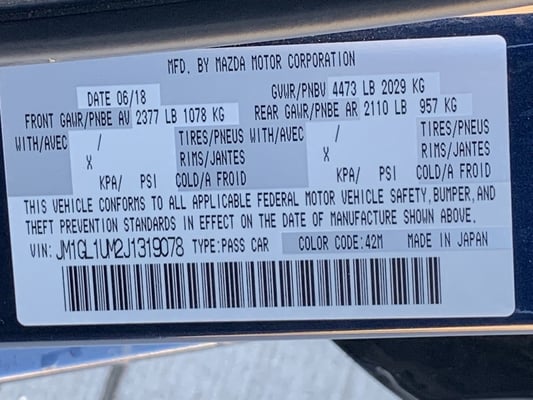 MFD. BY MAZDA MOTOR CORPORATION
DATE 06/18 GVWR/PNBV 4473 LB 2029 KG
FRONT GAWR/PNBE AV 2377 LB 1078 KG REAR GAWR/PNBE AR 2110 LB 957 KG
WITH/AVEC / TIRES/PNEUS WITH/AVEC / TIRES/PNEUS
X RIMS/JANTES X RIMS/JANTES
KPA/ PSI COLD/A FROID KPA/ PSI COLD/A FROID
THIS VEHICLE CONFORMS TO ALL APPLICABLE FEDERAL MOTOR VEHICLE SAFETY,BUMPER,AND
THEFT PREVENTION STANDARDS IN EFFECT ON THE DATE OF MANUFACTURE SHOWN ABOVE.
VIN: JM1GL1UM2J1319078 TYPE:PASS CAR COLOR CODE:42M MADE IN JAPAN